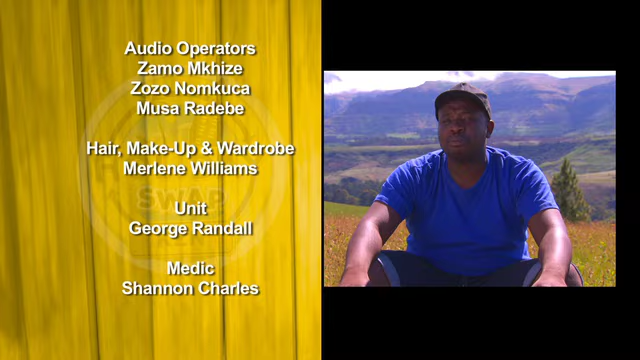 Audio Operators
Zamo Mkhize
Zozo Nomkuca
Musa Radebe
Hair, Make-Up & Wardrobe
Merlene Williams
Unit
George Randall
Medic
Shannon Charles
SWAP